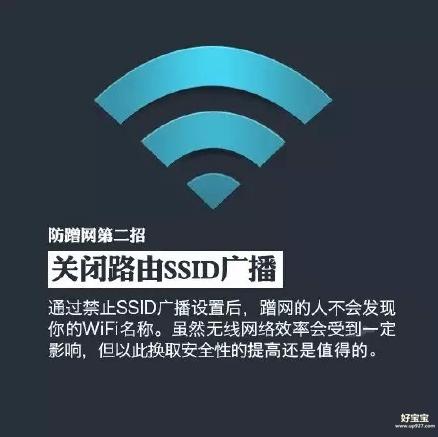 防蹭网第二招
关闭路由SSID广播
通过禁止SSID广播设置后，蹭网的人不会发现
你的WiFi名称。虽然无线网络效率会受到一定
影响，但以此换取安全性的提高还是值得的。
好宝宝
www.up927.com